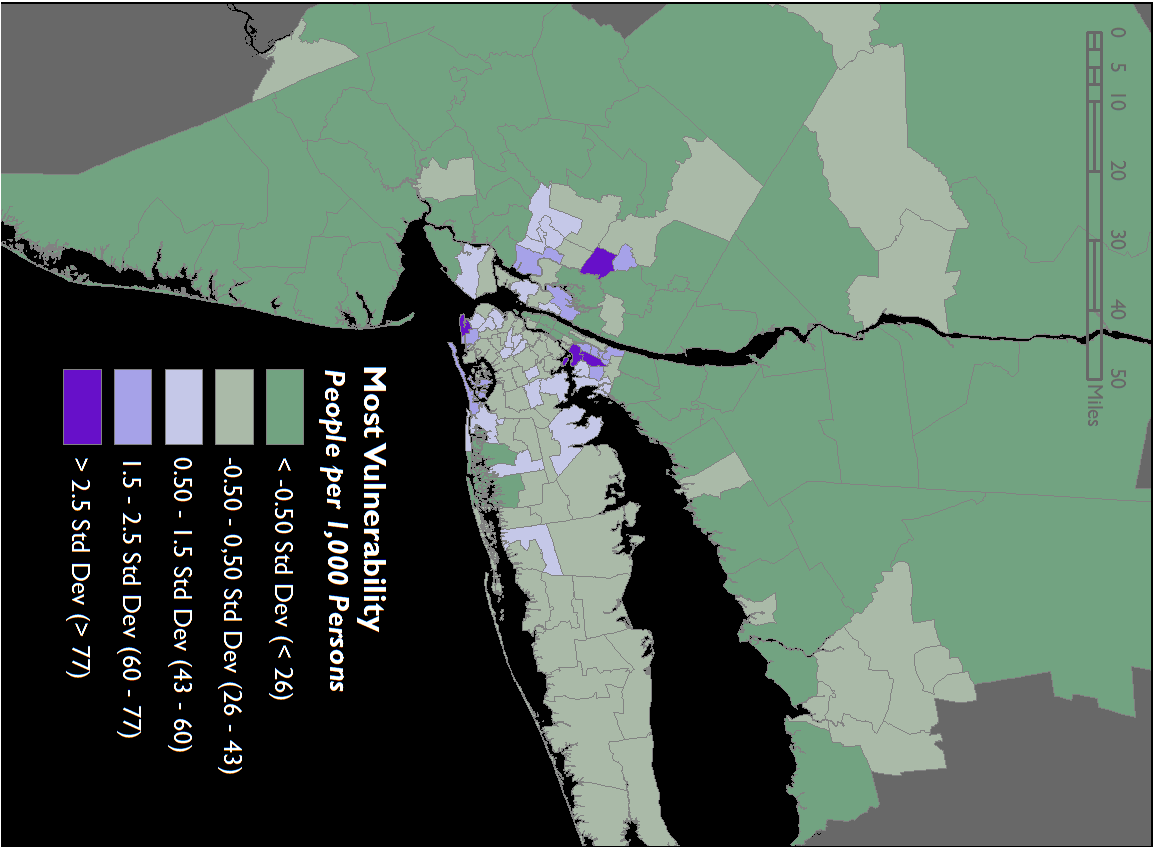 0 5 10 20 30 40 50
Miles
Most Vulnerability
People per 1,000 Persons
< -0.50 Std Dev (< 26)
-0.50 - 0,50 Std Dev (26 - 43)
0.50 - 1.5 Std Dev (43 - 60)
1.5 - 2.5 Std Dev (60 - 77)
> 2.5 Std Dev (> 77)